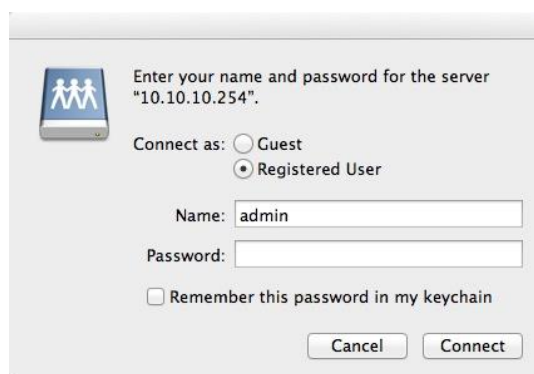 Enter your name and password for the server
“10.10.10.254”.
Connect as: Guest
Registered User
Name: admin
Password:
Remember this password in my keychain
Cancel Connect